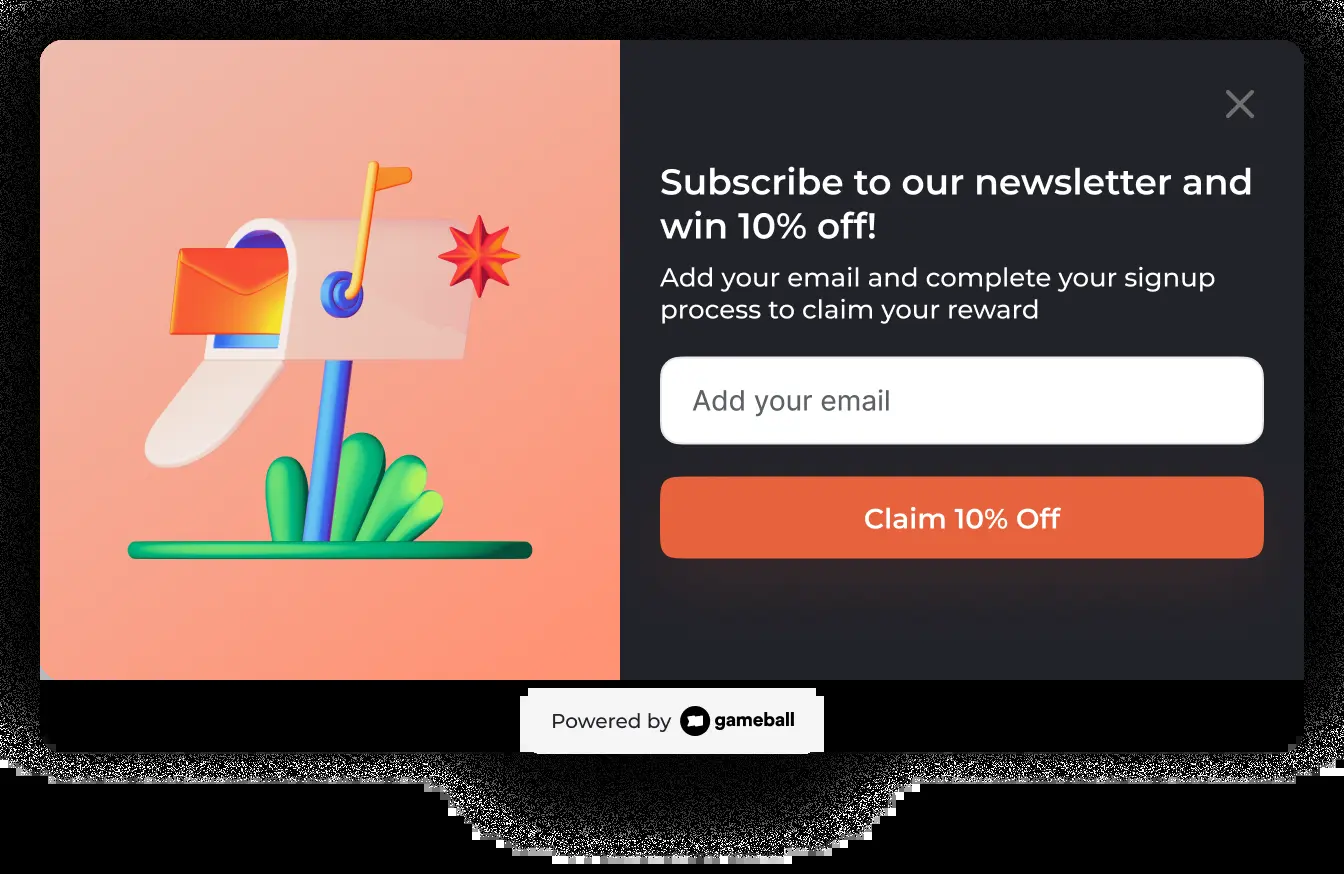 Subscribe to our newsletter and
win 10% off!
Add your email and complete your signup
process to claim your reward
Add your email
Claim 10% Off
Powered by gameball